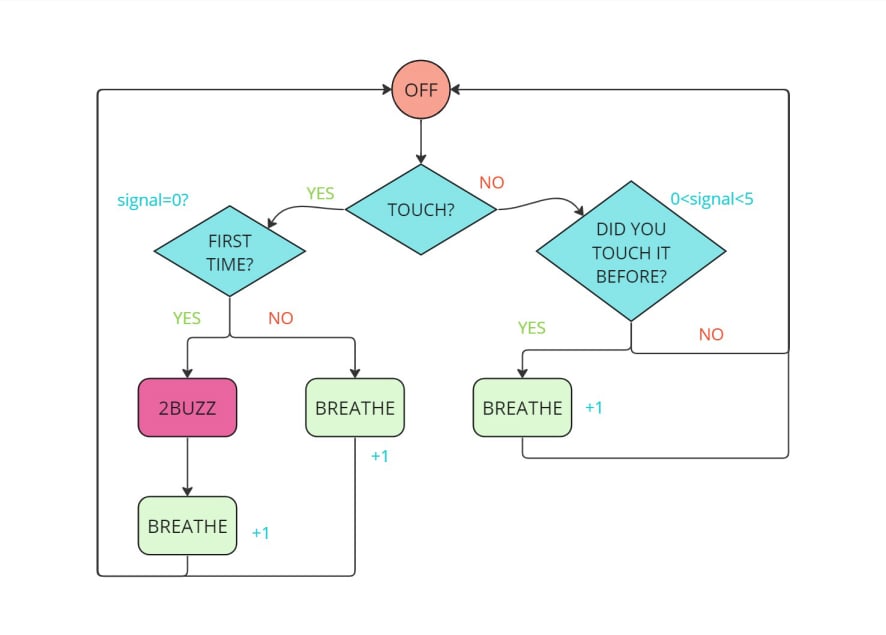 OFF
YES
NO
signal=0?
TOUCH?
0<signal<5
FIRST
TIME?
DID YOU
TOUCH IT
BEFORE?
YES
NO
YES
NO
2BUZZ
BREATHE
BREATHE
+1
+1
BREATHE
+1